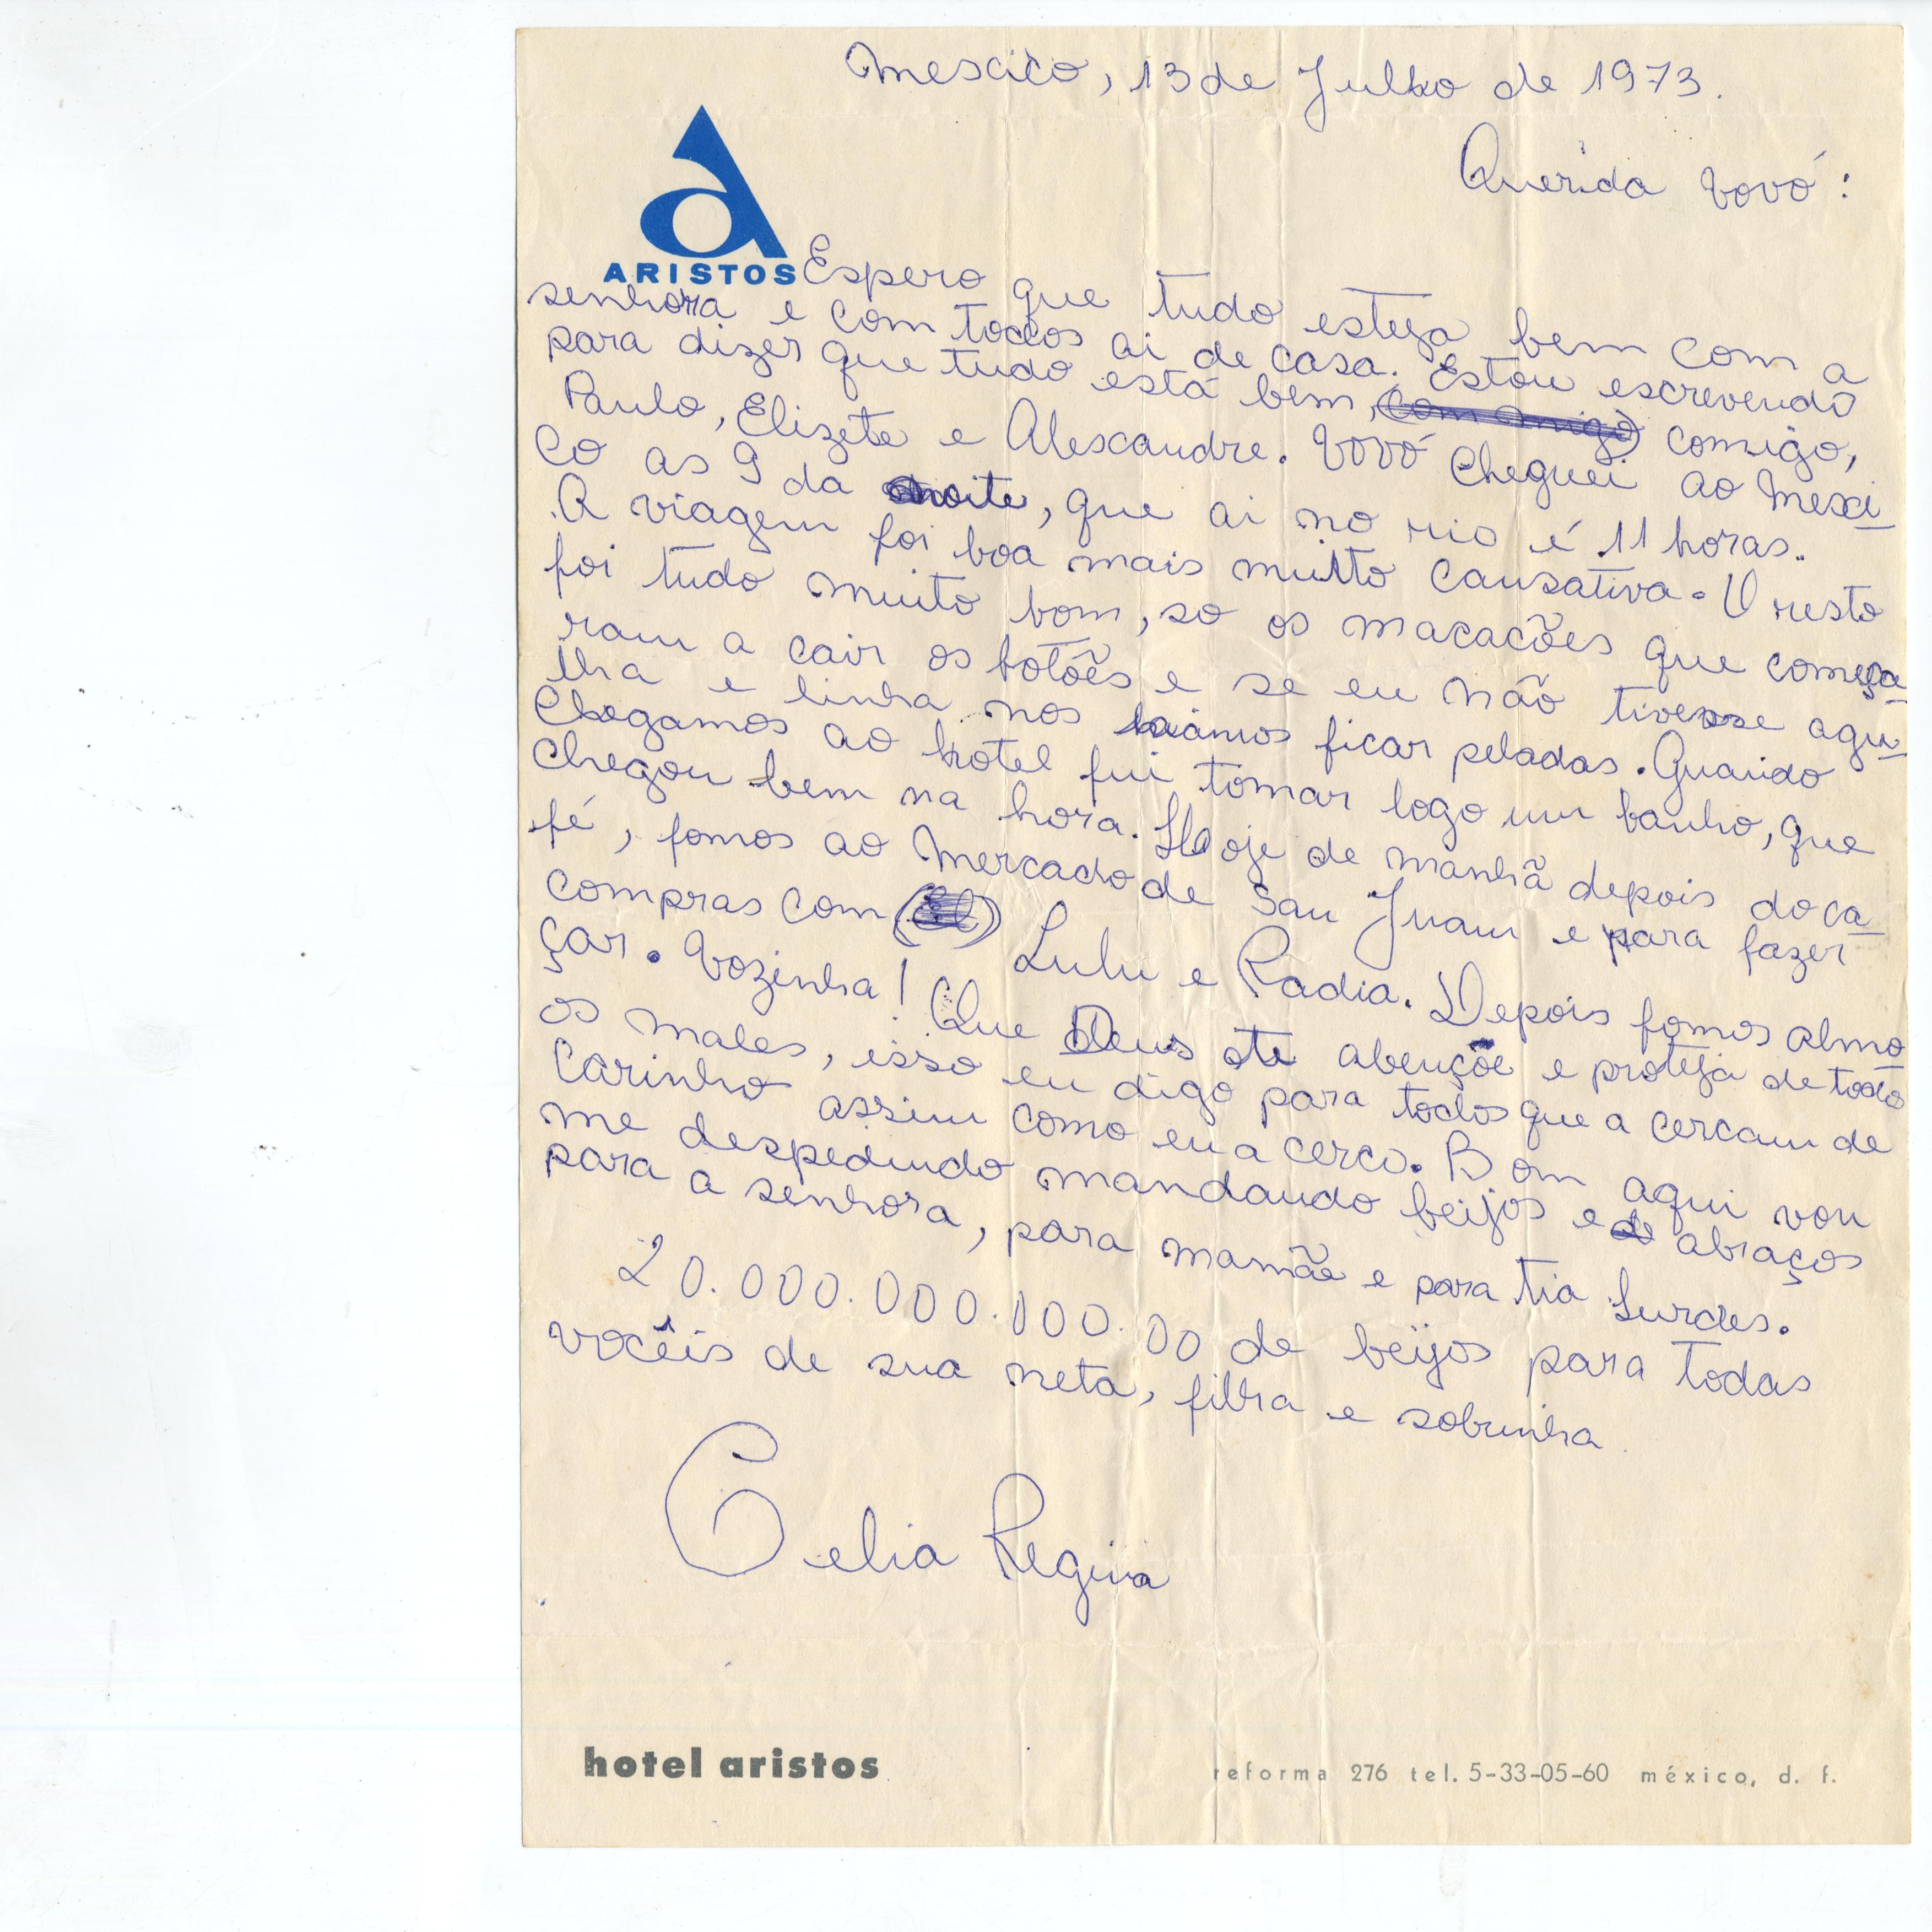 Mexico, 13 de Julho de 1973.
Querida vovó:
ARISTOS
Espero que tudo esteja bem com a
senhora e com todos ai de casa. Estou escrevendo
para dizer que tudo está bem, (com migo) comigo,
Paulo, Elizete e Alexandre. Vovó cheguei ao Mexi-
co as 9 da noite, que ai no rio é 11 horas.
A viagem foi boa mais muitto cansativa. O resto
foi tudo muito bom, so os macacões que começa-
ram a cair os botões e se eu não tivesse agu-
lha e linha nos iamos ficar peladas. Quando
chegamos ao hotel fui tomar logo um banho, que
chegou bem na hora. Hoje de manhã depois do ca-
fé, fomos ao Mercado de San Juam e para fazer
compras com Lulu e Radia. Depois fomos almo-
çar. Vozinha! Que Deus te abençõe e proteja de todos
os males, isso eu digo para todos que a cercam de
carinho assim como eu a cerco. Bom aqui vou
me despedindo mandando beijos e abraços
para a senhora, para mamãe e para tia Lurdes.
20.000.000.000.00 de beijos para todas
vocêis de sua neta, filha e sobrinha
Celia Regina
hotel aristos
reforma 276 tel. 5-33-05-60 méxico, d. f.